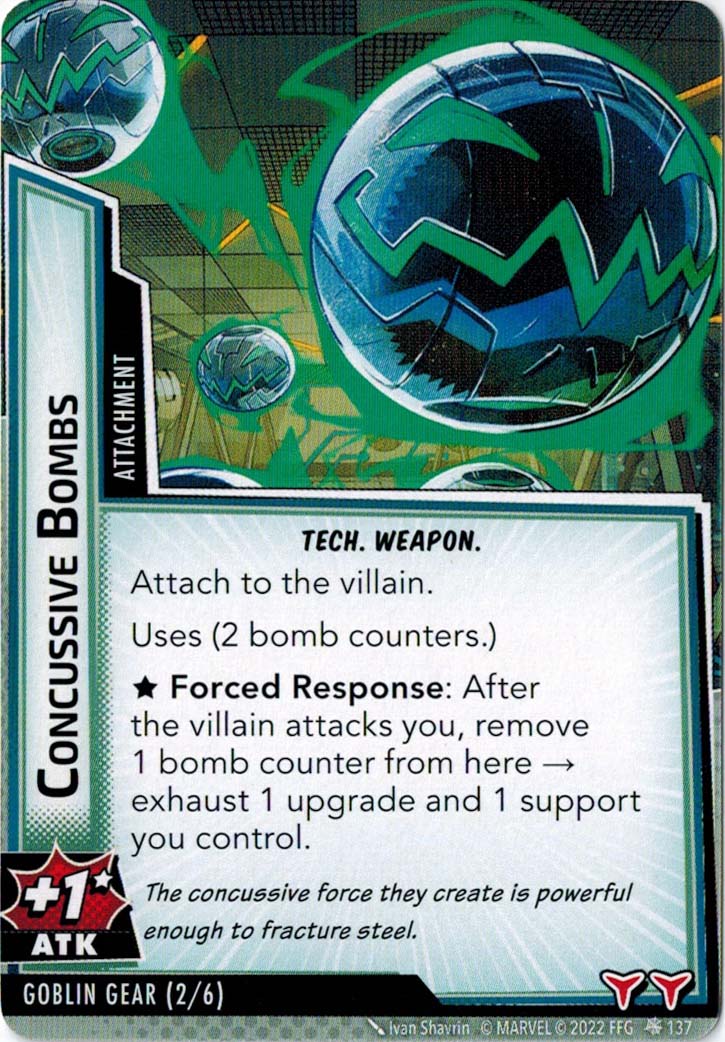 CONCUSSIVE BOMBS
ATTACHMENT
TECH. WEAPON.
Attach to the villain.
Uses (2 bomb counters.)
★ Forced Response: After
the villain attacks you, remove
1 bomb counter from here →
exhaust 1 upgrade and 1 support
you control.
The concussive force they create is powerful
enough to fracture steel.
+1★
ATK
GOBLIN GEAR (2/6)
Ivan Shavrin © MARVEL © 2022 FFG 137